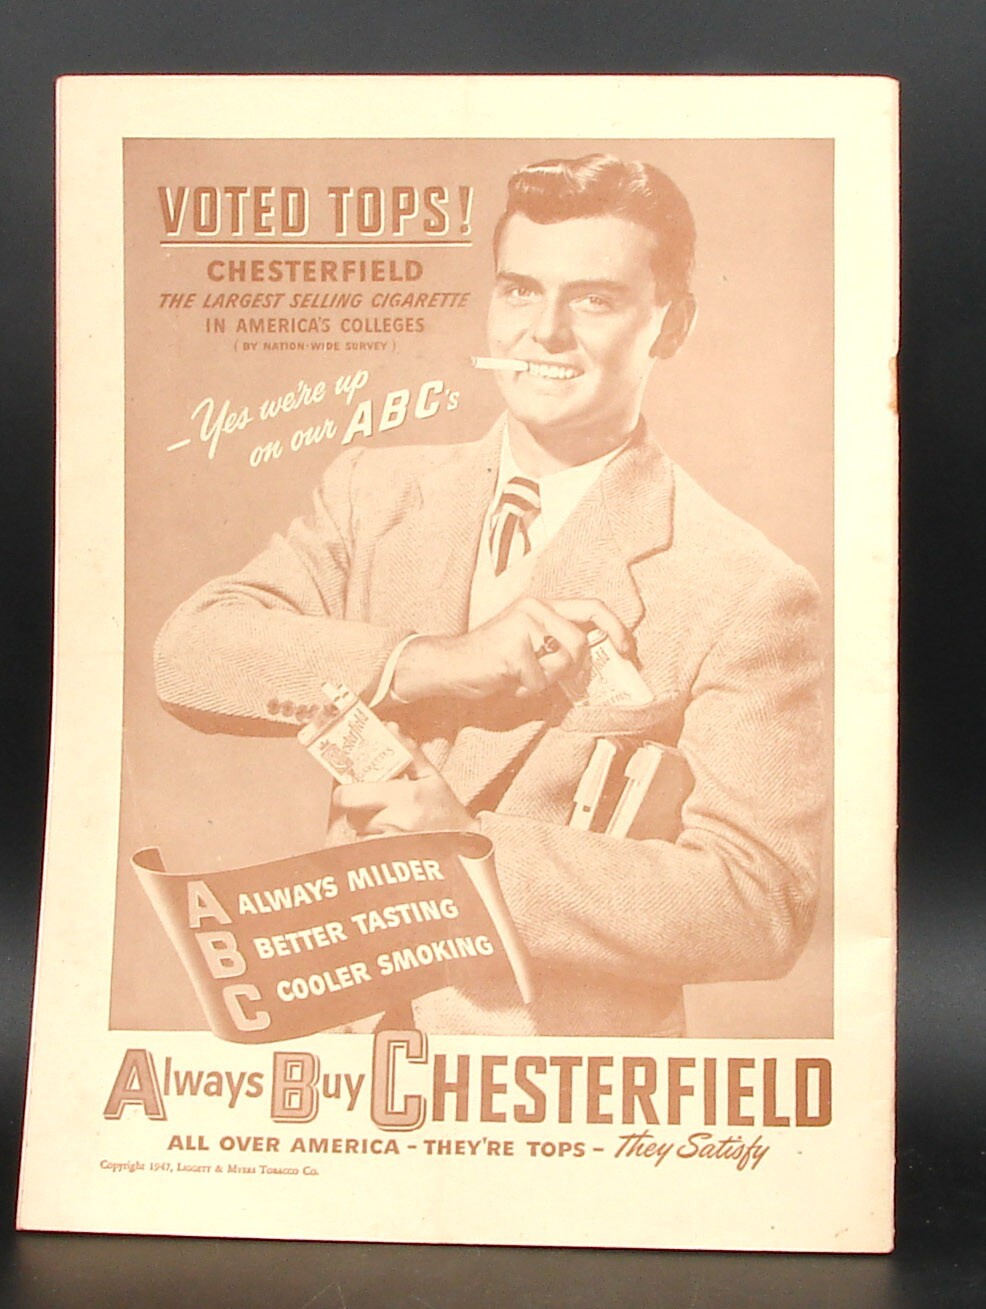 VOTED TOPS!
CHESTERFIELD
THE LARGEST SELLING CIGARETTE
IN AMERICA'S COLLEGES
(BY NATION-WIDE SURVEY)
- Yes we're up
on our ABC's
Chesterfield
A ALWAYS MILDER
B BETTER TASTING
C COOLER SMOKING
Always Buy CHESTERFIELD
ALL OVER AMERICA - THEY'RE TOPS - They Satisfy
Copyright 1947, LIGGETT & MYERS TOBACCO CO.